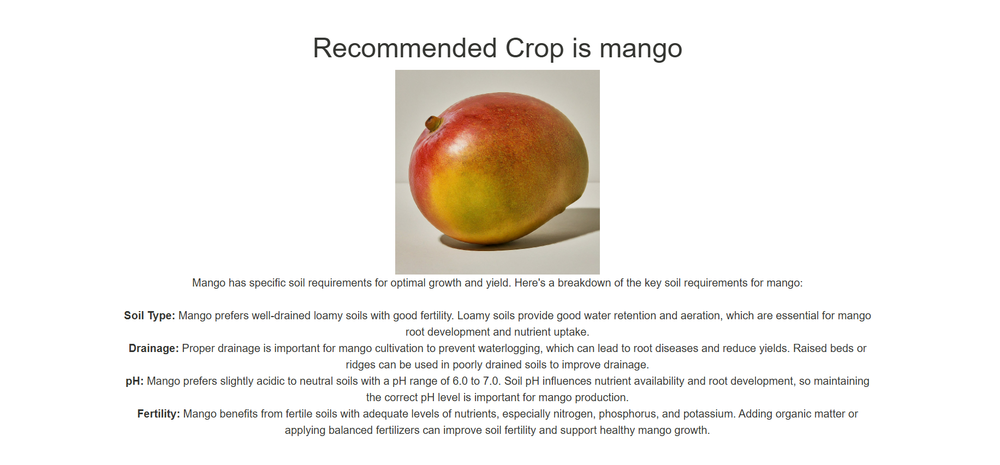 Recommended Crop is mango
Mango has specific soil requirements for optimal growth and yield. Here's a breakdown of the key soil requirements for mango:
Soil Type: Mango prefers well-drained loamy soils with good fertility. Loamy soils provide good water retention and aeration, which are essential for mango
root development and nutrient uptake.
Drainage: Proper drainage is important for mango cultivation to prevent waterlogging, which can lead to root diseases and reduce yields. Raised beds or
ridges can be used in poorly drained soils to improve drainage.
pH: Mango prefers slightly acidic to neutral soils with a pH range of 6.0 to 7.0. Soil pH influences nutrient availability and root development, so maintaining
the correct pH level is important for mango production.
Fertility: Mango benefits from fertile soils with adequate levels of nutrients, especially nitrogen, phosphorus, and potassium. Adding organic matter or
applying balanced fertilizers can improve soil fertility and support healthy mango growth.